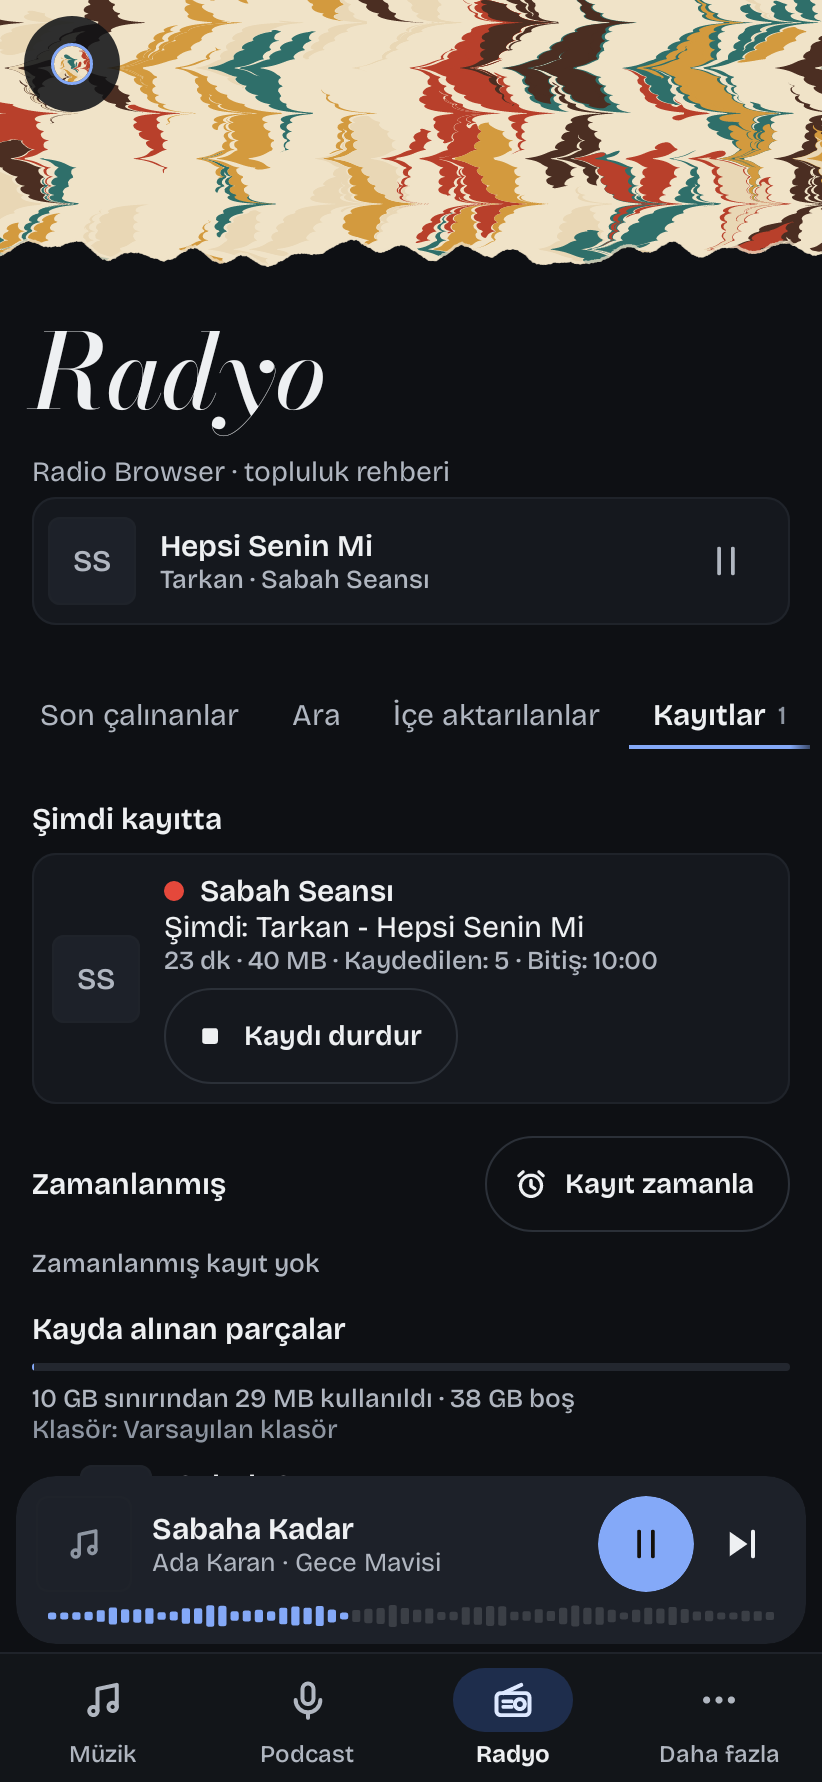 Radyo
Radio Browser · topluluk rehberi
SS
Hepsi Senin Mi
Tarkan · Sabah Seansı
Son çalınanlar
Ara
İçe aktarılanlar
Kayıtlar 1
Şimdi kayıtta
SS
Sabah Seansı
Şimdi: Tarkan - Hepsi Senin Mi
23 dk · 40 MB · Kaydedilen: 5 · Bitiş: 10:00
Kaydı durdur
Zamanlanmış
Kayıt zamanla
Zamanlanmış kayıt yok
Kayda alınan parçalar
10 GB sınırından 29 MB kullanıldı · 38 GB boş
Klasör: Varsayılan klasör
Sabaha Kadar
Ada Karan · Gece Mavisi
Müzik
Podcast
Radyo
Daha fazla